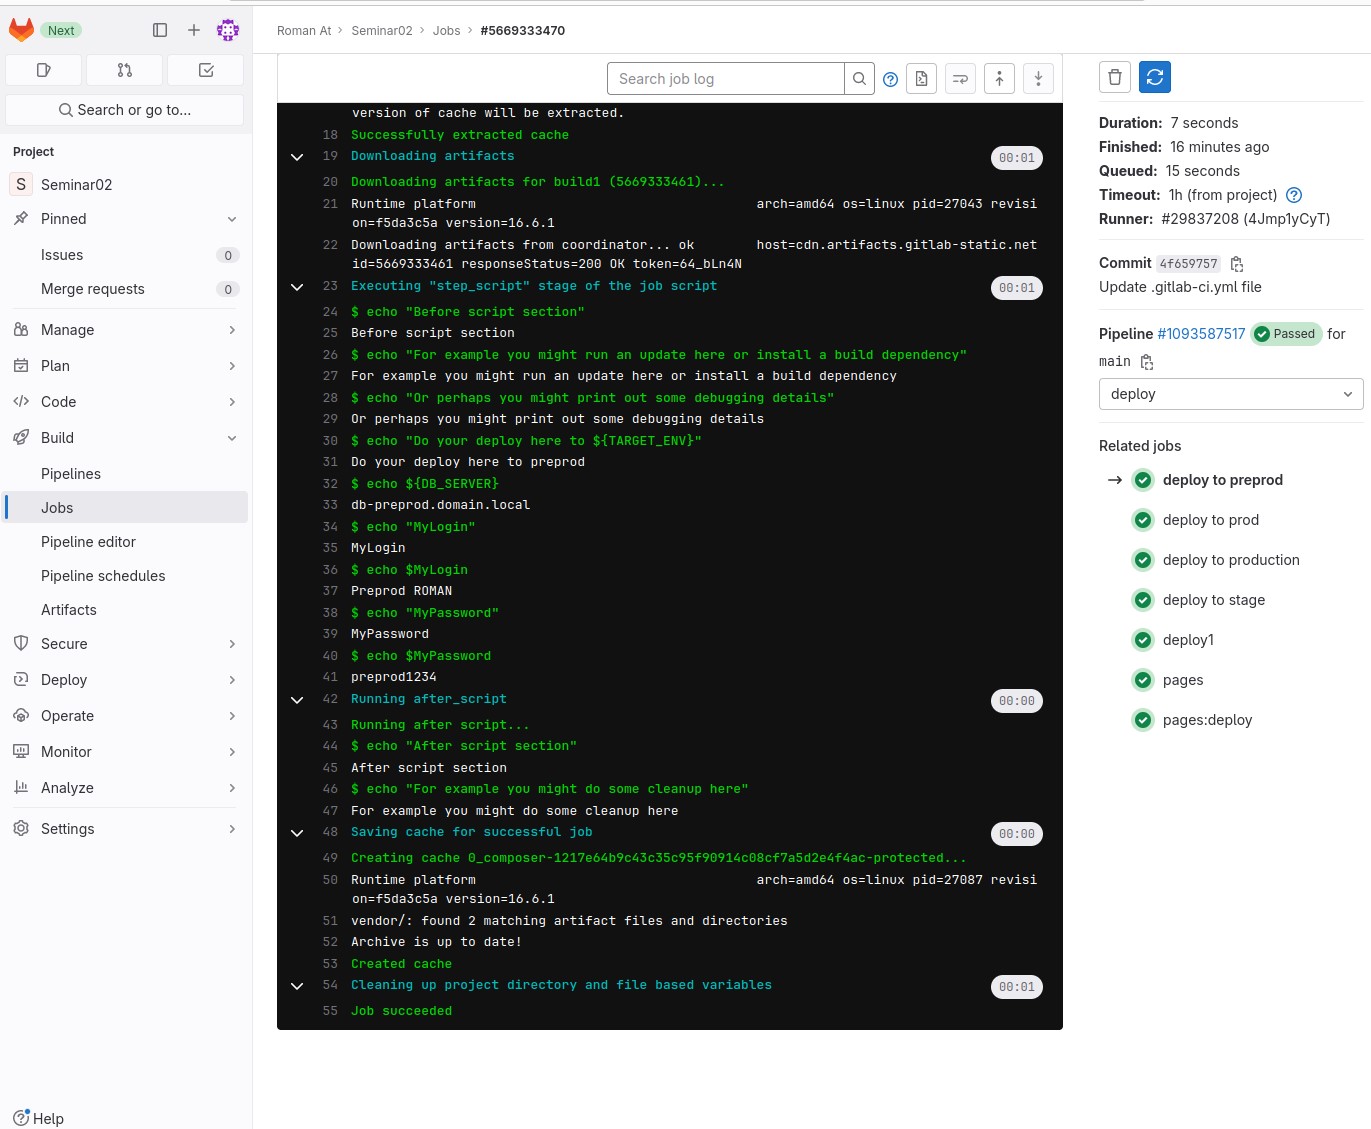 Next
Roman At › Seminar02 › Jobs › #5669333470
Search or go to...
Project
S Seminar02
Pinned
Issues 0
Merge requests 0
Manage
Plan
Code
Build
Pipelines
Jobs
Pipeline editor
Pipeline schedules
Artifacts
Secure
Deploy
Operate
Monitor
Analyze
Settings
Help
Search job log
version of cache will be extracted.
18 Successfully extracted cache
19 Downloading artifacts 00:01
20 Downloading artifacts for build1 (5669333461)...
21 Runtime platform arch=amd64 os=linux pid=27043 revisi
on=f5da3c5a version=16.6.1
22 Downloading artifacts from coordinator... ok host=cdn.artifacts.gitlab-static.net
id=5669333461 responseStatus=200 OK token=64_bLn4N
23 Executing "step_script" stage of the job script 00:01
24 $ echo "Before script section"
25 Before script section
26 $ echo "For example you might run an update here or install a build dependency"
27 For example you might run an update here or install a build dependency
28 $ echo "Or perhaps you might print out some debugging details"
29 Or perhaps you might print out some debugging details
30 $ echo "Do your deploy here to ${TARGET_ENV}"
31 Do your deploy here to preprod
32 $ echo ${DB_SERVER}
33 db-preprod.domain.local
34 $ echo "MyLogin"
35 MyLogin
36 $ echo $MyLogin
37 Preprod ROMAN
38 $ echo "MyPassword"
39 MyPassword
40 $ echo $MyPassword
41 preprod1234
42 Running after_script 00:00
43 Running after script...
44 $ echo "After script section"
45 After script section
46 $ echo "For example you might do some cleanup here"
47 For example you might do some cleanup here
48 Saving cache for successful job 00:00
49 Creating cache 0_composer-1217e64b9c43c35c95f90914c08cf7a5d2e4f4ac-protected...
50 Runtime platform arch=amd64 os=linux pid=27087 revisi
on=f5da3c5a version=16.6.1
51 vendor/: found 2 matching artifact files and directories
52 Archive is up to date!
53 Created cache
54 Cleaning up project directory and file based variables 00:01
55 Job succeeded
Duration: 7 seconds
Finished: 16 minutes ago
Queued: 15 seconds
Timeout: 1h (from project)
Runner: #29837208 (4Jmp1yCyT)
Commit 4f659757
Update .gitlab-ci.yml file
Pipeline #1093587517 Passed for
main
deploy
Related jobs
→ deploy to preprod
deploy to prod
deploy to production
deploy to stage
deploy1
pages
pages:deploy